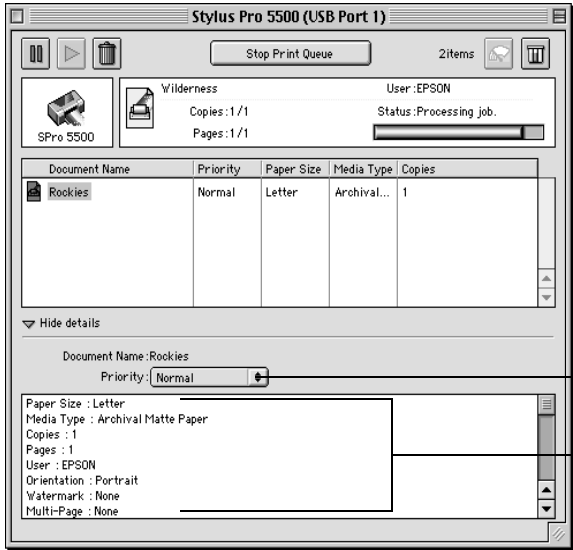 Stylus Pro 5500 (USB Port 1)
Stop Print Queue
2items
SPro 5500
Wilderness
User :EPSON
Copies :1/1
Status :Processing job.
Pages :1/1
Document Name Priority Paper Size Media Type Copies
Rockies Normal Letter Archival... 1
Hide details
Document Name :Rockies
Priority : Normal
Paper Size : Letter
Media Type : Archival Matte Paper
Copies : 1
Pages : 1
User : EPSON
Orientation : Portrait
Watermark : None
Multi-Page : None